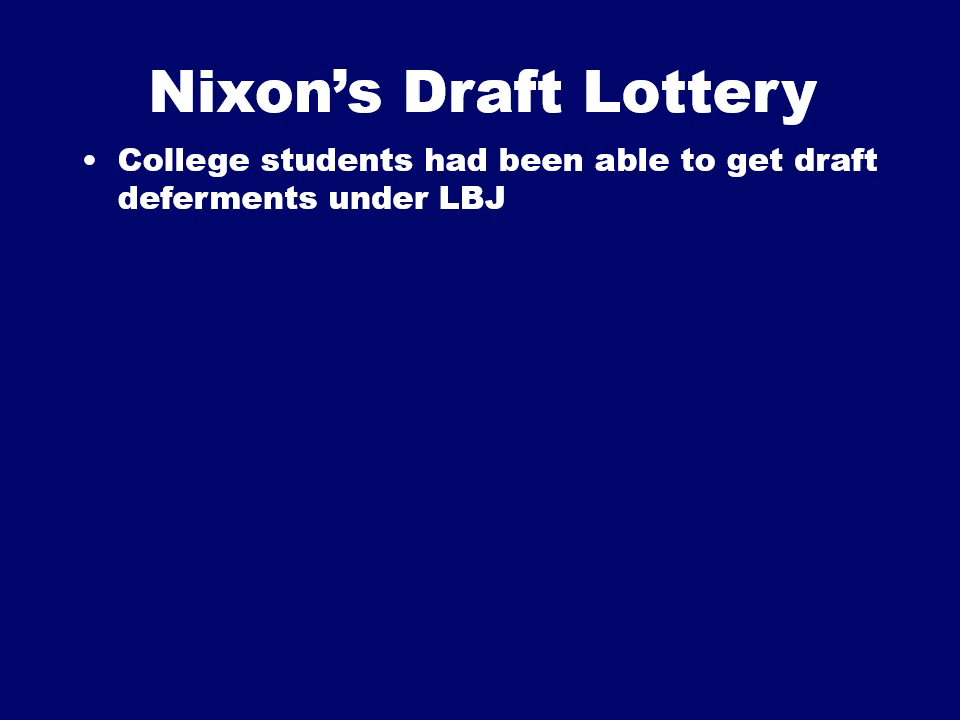 Nixon’s Draft Lottery
• College students had been able to get draft
deferments under LBJ